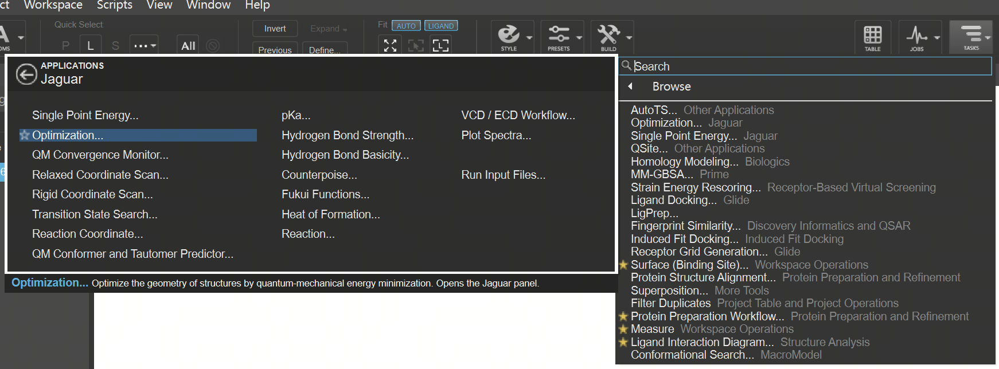 ct Workspace Scripts View Window Help
Quick Select
Fit AUTO LIGAND
Invert Expand
A
OMS
P L S ... All
Previous Define...
STYLE PRESETS BUILD
TABLE JOBS TASKS
APPLICATIONS
Jaguar
Single Point Energy...
Optimization...
QM Convergence Monitor...
Relaxed Coordinate Scan...
Rigid Coordinate Scan...
Transition State Search...
Reaction Coordinate...
QM Conformer and Tautomer Predictor...
pKa...
Hydrogen Bond Strength...
Hydrogen Bond Basicity...
Counterpoise...
Fukui Functions...
Heat of Formation...
Reaction...
VCD / ECD Workflow...
Plot Spectra...
Run Input Files...
Optimization... Optimize the geometry of structures by quantum-mechanical energy minimization. Opens the Jaguar panel.
Search
Browse
AutoTS... Other Applications
Optimization... Jaguar
Single Point Energy... Jaguar
QSite... Other Applications
Homology Modeling... Biologics
MM-GBSA... Prime
Strain Energy Rescoring... Receptor-Based Virtual Screening
Ligand Docking... Glide
LigPrep...
Fingerprint Similarity... Discovery Informatics and QSAR
Induced Fit Docking... Induced Fit Docking
Receptor Grid Generation... Glide
Surface (Binding Site)... Workspace Operations
Protein Structure Alignment... Protein Preparation and Refinement
Superposition... More Tools
Filter Duplicates Project Table and Project Operations
Protein Preparation Workflow... Protein Preparation and Refinement
Measure Workspace Operations
Ligand Interaction Diagram... Structure Analysis
Conformational Search... MacroModel